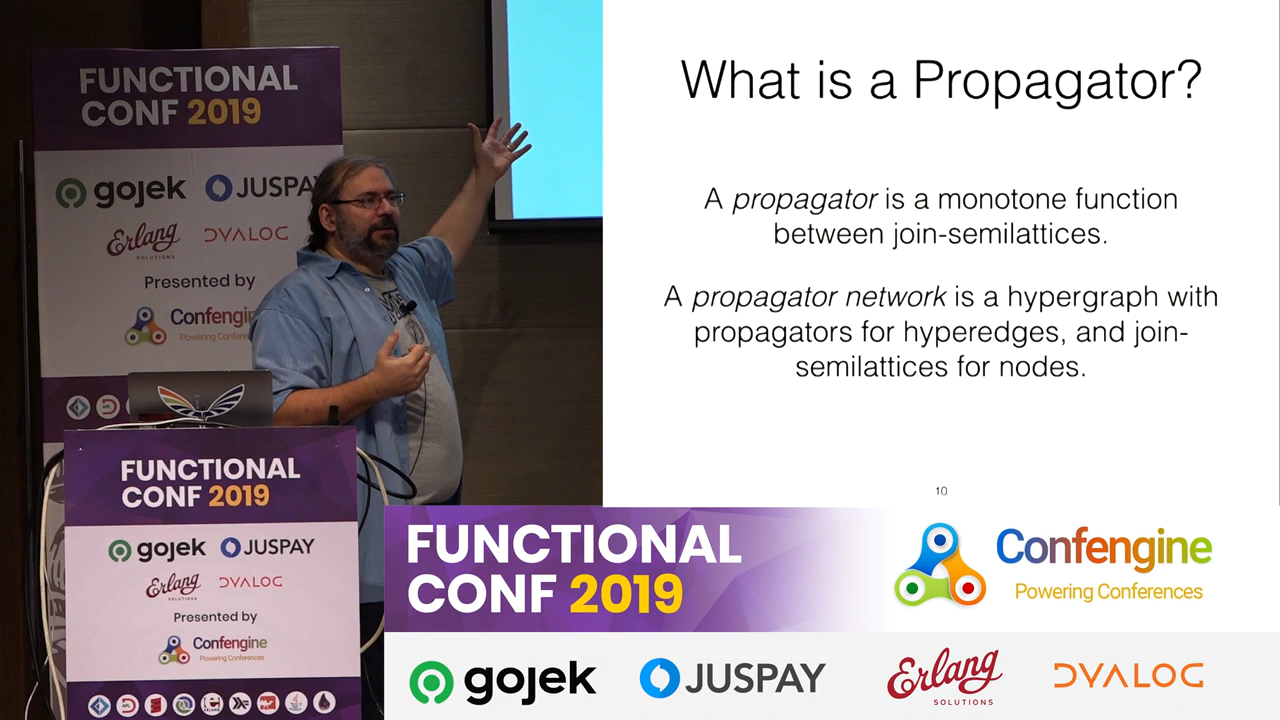 FUNCTIONAL
CONF 2019
gojek
JUSPAY
Erlang
SOLUTIONS
DYALOG
Presented by
Confengin
Powering Conferen
FUNCTIONAL
CONF 2019
gojek
JUSPAY
Erlang
SOLUTIONS
DYALOG
Presented by
Confengine
Powering Conferences
What is a Propagator?
A propagator is a monotone function
between join-semilattices.
A propagator network is a hypergraph with
propagators for hyperedges, and join-
semilattices for nodes.
10
FUNCTIONAL
CONF 2019
Confengine
Powering Conferences
gojek
JUSPAY
Erlang
SOLUTIONS
DYALOG